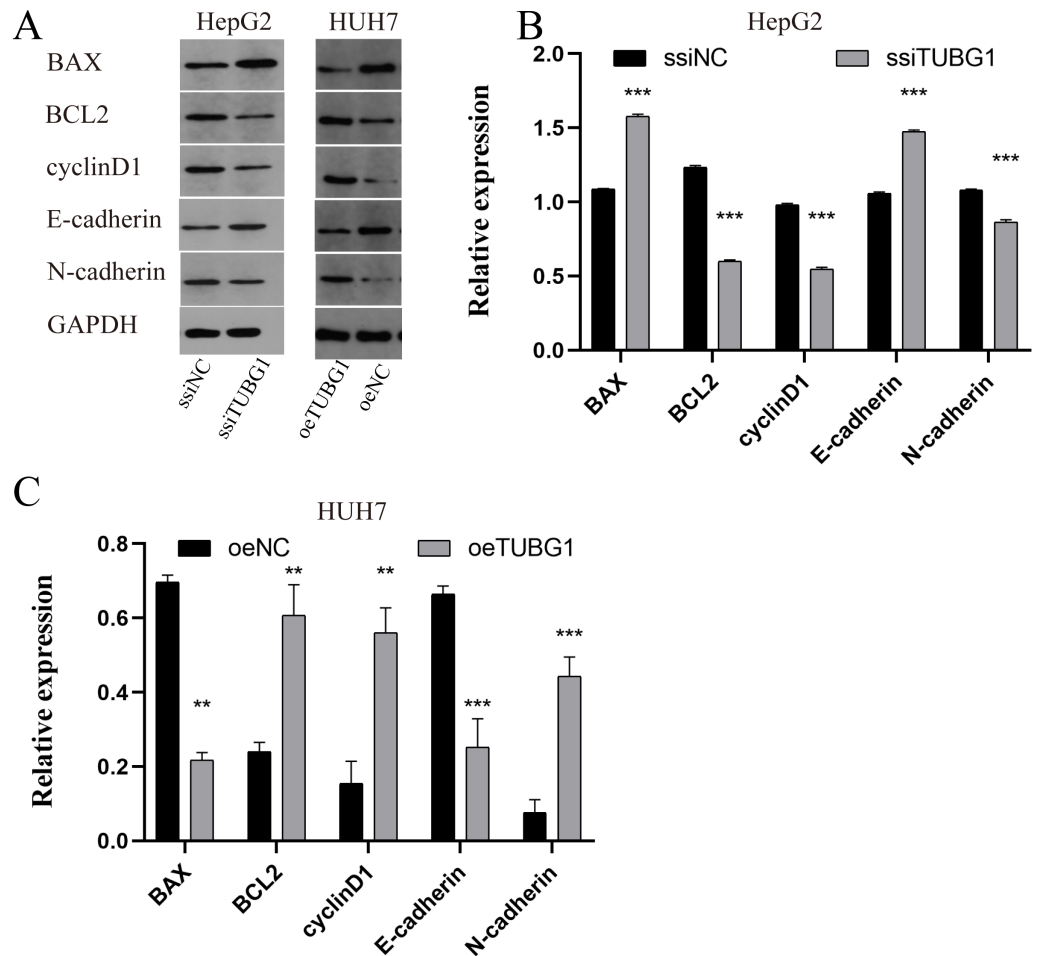 A
HepG2 HUH7
BAX
BCL2
cyclinD1
E-cadherin
N-cadherin
GAPDH
ssiNC ssiTUBG1 oeTUBG1 oeNC
B
HepG2
ssiNC ssiTUBG1
Relative expression
2.0
1.5
1.0
0.5
0.0
*** *** *** *** ***
BAX BCL2 cyclinD1 E-cadherin N-cadherin
C
HUH7
oeNC oeTUBG1
Relative expression
0.8
0.6
0.4
0.2
0.0
** ** ** *** ***
BAX BCL2 cyclinD1 E-cadherin N-cadherin